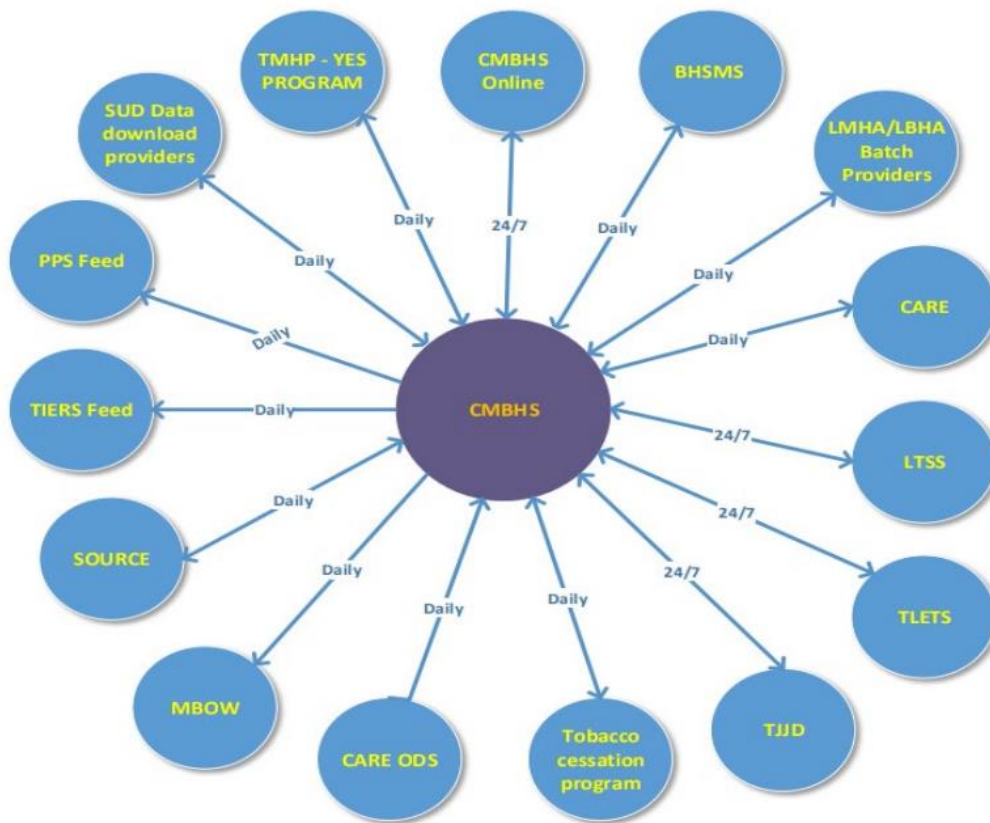 TMHP - YES
PROGRAM
CMBHS
Online
BHSMS
SUD Data
download
providers
LMHA/LBHA
Batch
Providers
Daily
24/7
Daily
PPS Feed
Daily
Daily
CARE
Daily
Daily
TIERS Feed
Daily
CMBHS
24/7
LTSS
SOURCE
Daily
24/7
Daily
Daily
Daily
24/7
TLETS
MBOW
CARE ODS
Tobacco
cessation
program
TJJD